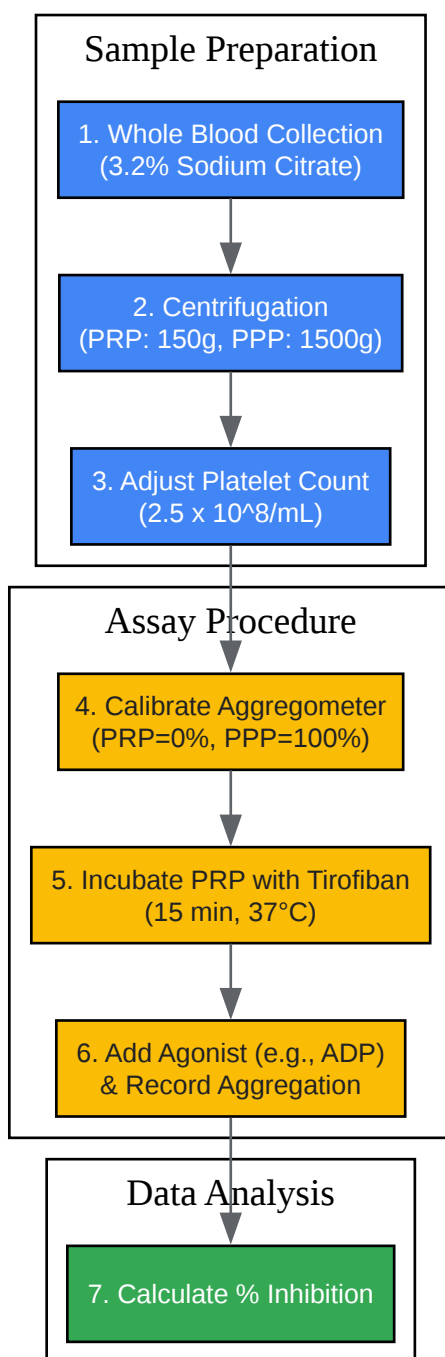 Sample Preparation
1. Whole Blood Collection
(3.2% Sodium Citrate)
2. Centrifugation
(PRP: 150g, PPP: 1500g)
3. Adjust Platelet Count
(2.5 x 10^8/mL)
Assay Procedure
4. Calibrate Aggregometer
(PRP=0%, PPP=100%)
5. Incubate PRP with Tirofiban
(15 min, 37°C)
6. Add Agonist (e.g., ADP)
& Record Aggregation
Data Analysis
7. Calculate % Inhibition